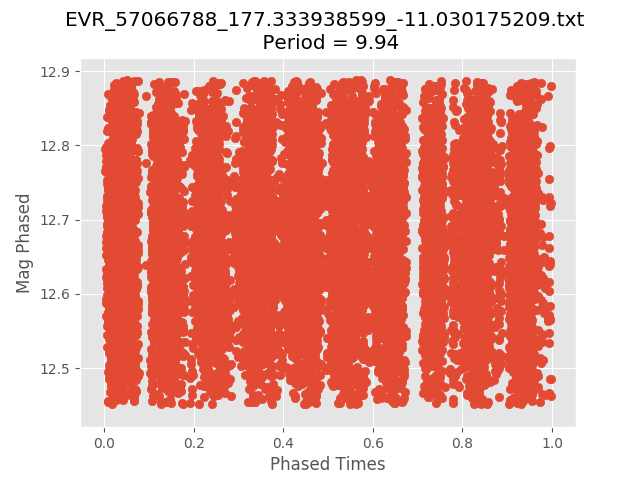 EVR_57066788_177.333938599_-11.030175209.txt
Period = 9.94
12.9
12.8
12.7
12.6
12.5
Mag Phased
0.0 0.2 0.4 0.6 0.8 1.0
Phased Times